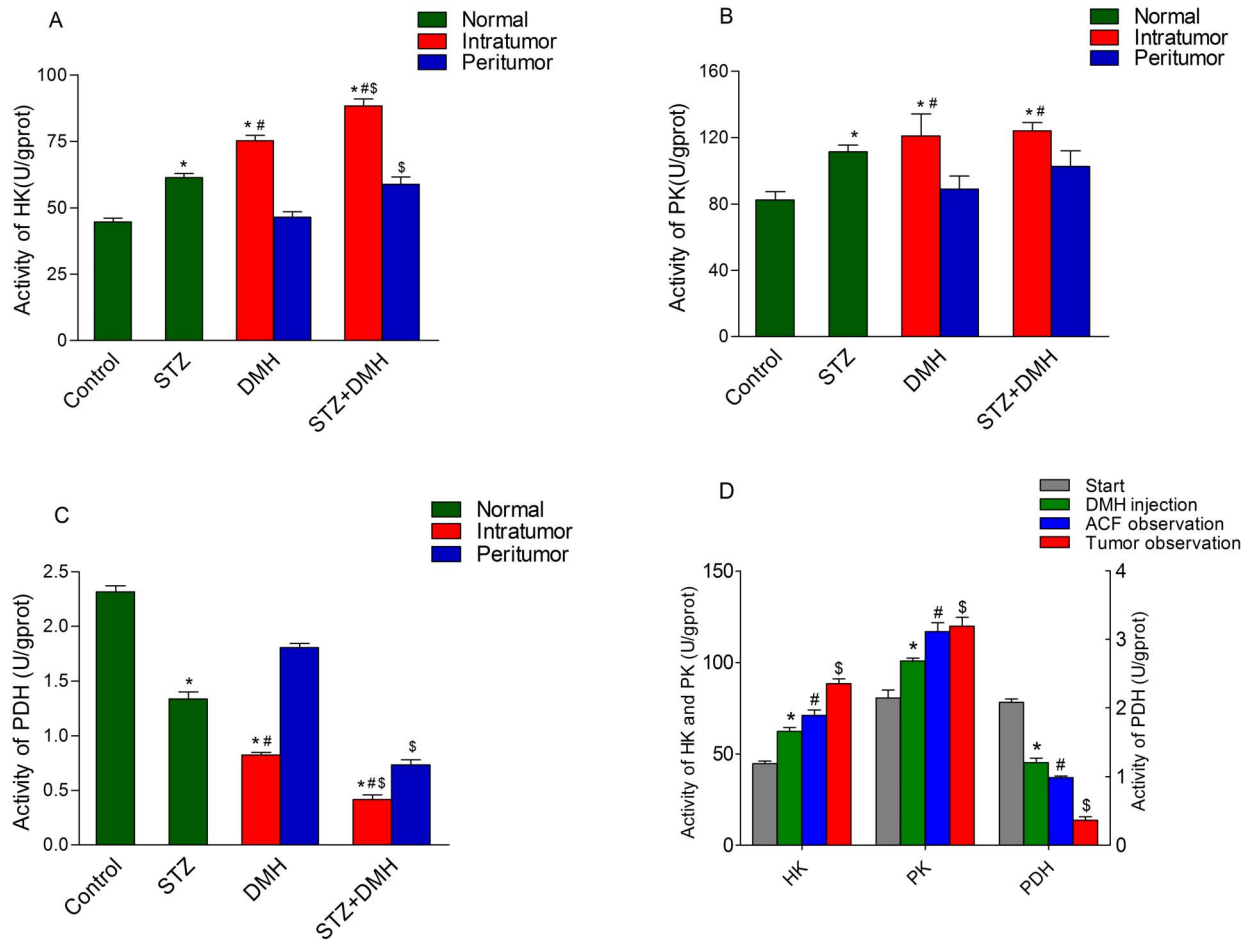 A
Normal
Intratumor
Peritumor
Activity of HK(U/gprot)
100
75
50
25
0
*
* #
* #$
$
Control
STZ
DMH
STZ+DMH
B
Normal
Intratumor
Peritumor
Activity of PK(U/gprot)
160
120
80
40
0
*
* #
* #
Control
STZ
DMH
STZ+DMH
C
Normal
Intratumor
Peritumor
Activity of PDH (U/gprot)
2.5
2.0
1.5
1.0
0.5
0.0
*
* #
* #$
$
Control
STZ
DMH
STZ+DMH
D
Start
DMH injection
ACF observation
Tumor observation
Activity of HK and PK (U/gprot)
150
100
50
0
* # $
* # $
* # $
4
3
2
1
0
Activity of PDH (U/gprot)
HK
PK
PDH